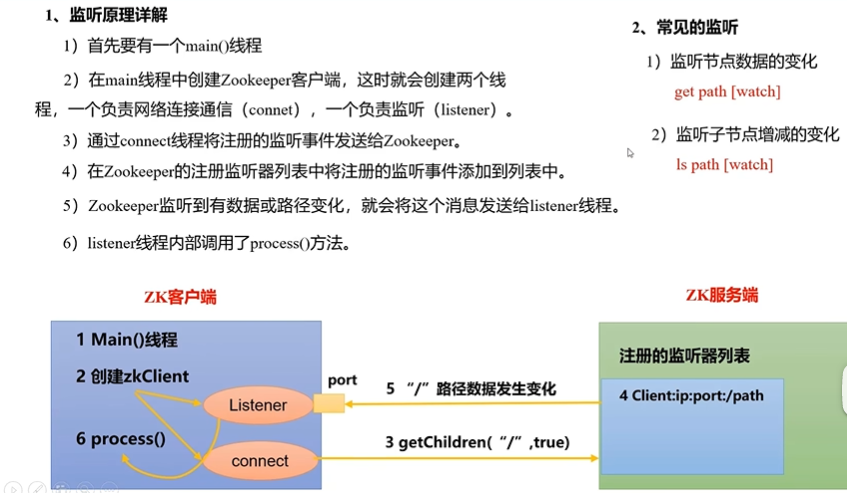 1、监听原理详解
1）首先要有一个main()线程
2）在main线程中创建Zookeeper客户端，这时就会创建两个线
程，一个负责网络连接通信（connet），一个负责监听（listener）。
3）通过connect线程将注册的监听事件发送给Zookeeper。
4）在Zookeeper的注册监听器列表中将注册的监听事件添加到列表中。
5）Zookeeper监听到有数据或路径变化，就会将这个消息发送给listener线程。
6）listener线程内部调用了process()方法。
2、常见的监听
1）监听节点数据的变化
get path [watch]
2）监听子节点增减的变化
ls path [watch]
ZK客户端
1 Main()线程
2 创建zkClient
Listener
6 process()
connect
port
5 “/”路径数据发生变化
3 getChildren(“/”,true)
ZK服务端
注册的监听器列表
4 Client:ip:port:/path